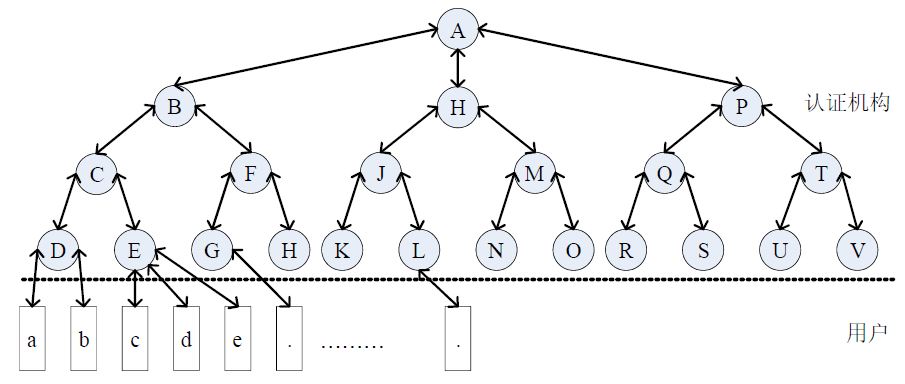 A
B H P 认证机构
C F J M Q T
D E G H K L N O R S U V
a b c d e . ……… . 用户